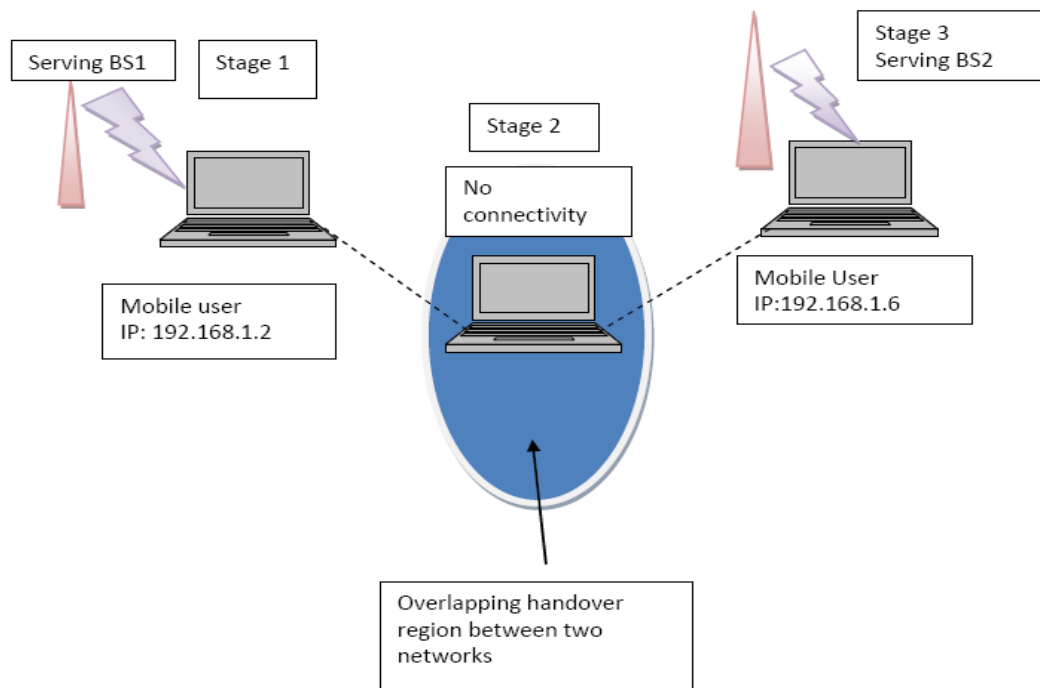 Serving BS1
Stage 1
Stage 2
Stage 3
Serving BS2
No
connectivity
Mobile user
IP: 192.168.1.2
Mobile User
IP:192.168.1.6
Overlapping handover
region between two
networks